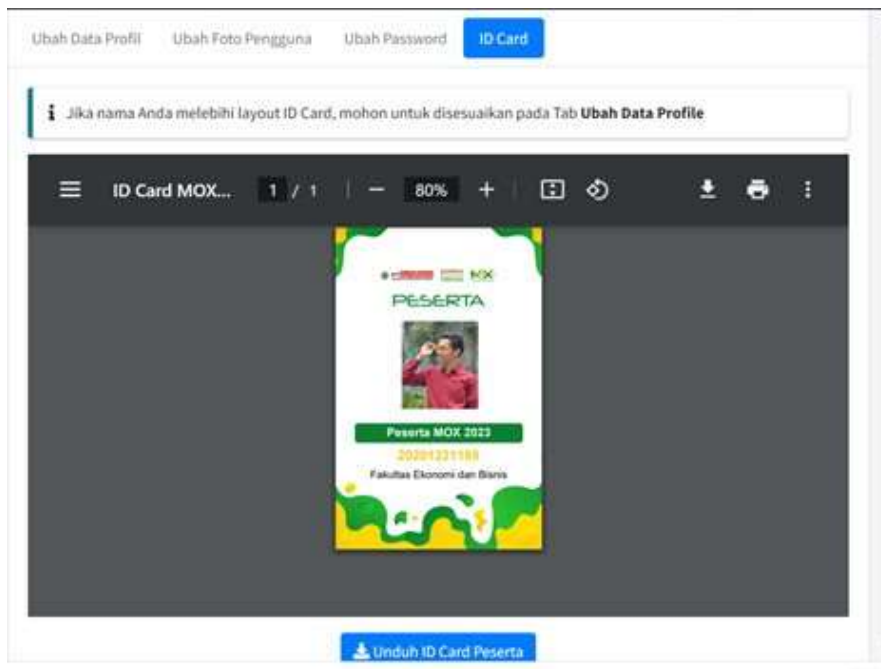 Ubah Data Profil Ubah Foto Pengguna Ubah Password ID Card
Jika nama Anda melebihi layout ID Card, mohon untuk disesuaikan pada Tab Ubah Data Profile
ID Card MOX... 1 / 1 80%
MX
PESERTA
Peserta MOX 2023
Fakultas Ekonomi dan Bisnis
Unduh ID Card Peserta